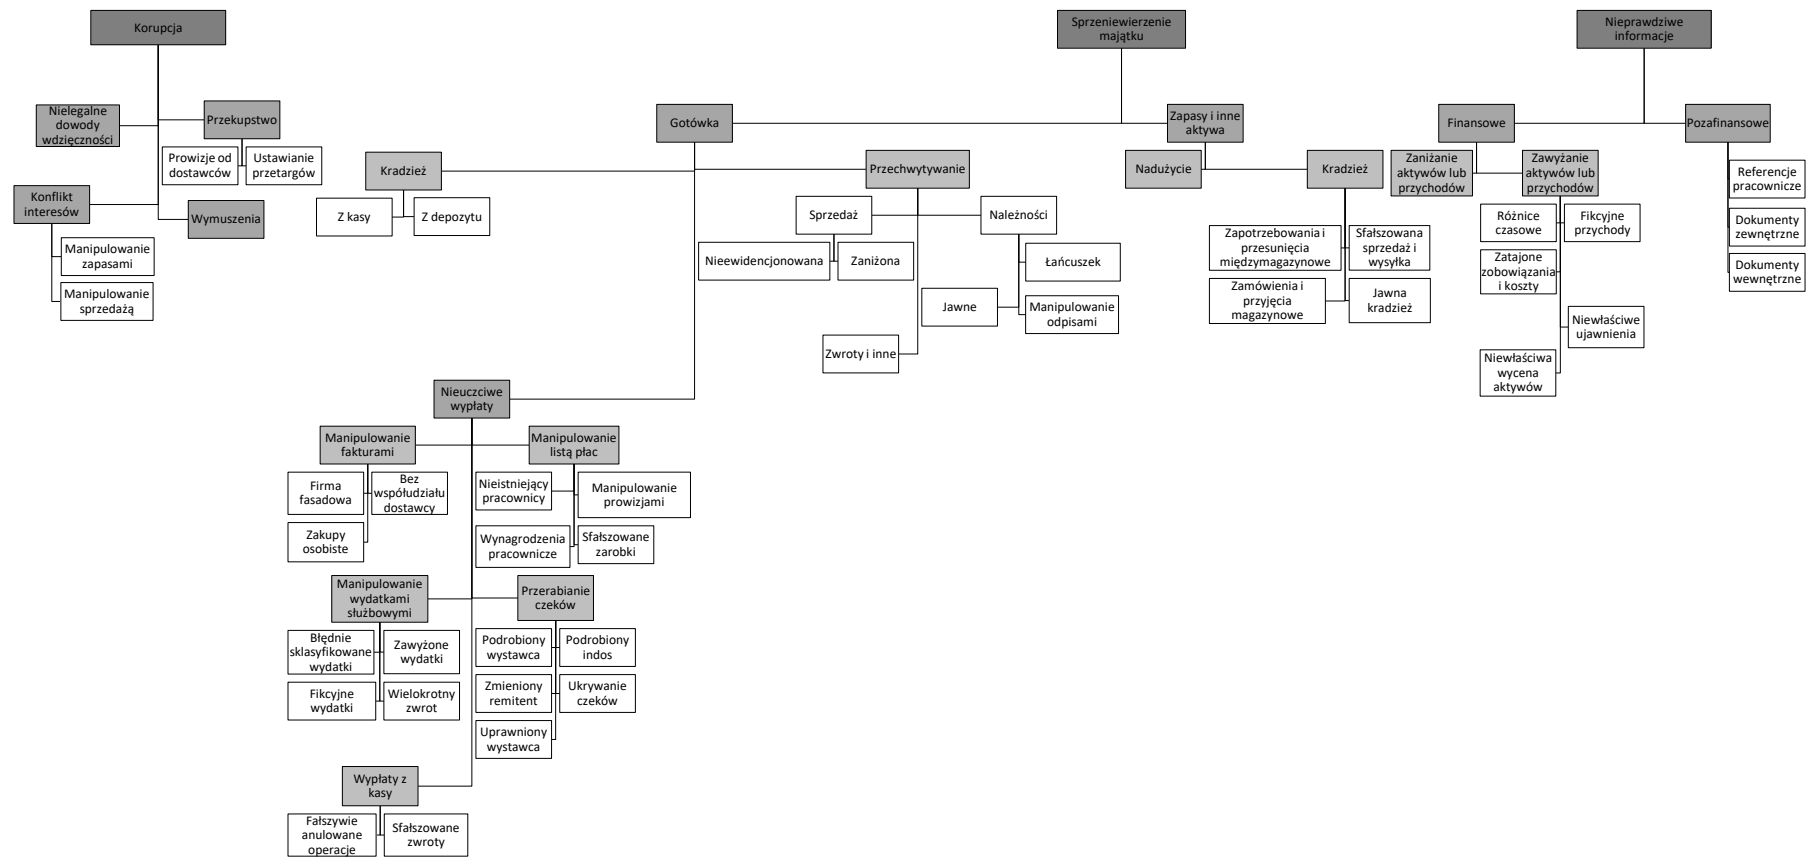 Korupcja
Nielegalne
dowody
wdzięczności
Przekupstwo
Prowizje od
dostawców
Ustawianie
przetargów
Konflikt
interesów
Wymuszenia
Manipulowanie
zapasami
Manipulowanie
sprzedażą
Sprzeniewierzenie
majątku
Gotówka
Kradzież
Z kasy
Z depozytu
Przechwytywanie
Sprzedaż
Nieewidencjonowana
Zaniżona
Należności
Łańcuszek
Jawne
Manipulowanie
odpisami
Zwroty i inne
Nieuczciwe
wypłaty
Manipulowanie
fakturami
Firma
fasadowa
Bez
współudziału
dostawcy
Zakupy
osobiste
Manipulowanie
listą płac
Nieistniejący
pracownicy
Manipulowanie
prowizjami
Wynagrodzenia
pracownicze
Sfałszowane
zarobki
Manipulowanie
wydatkami
służbowymi
Błędnie
sklasyfikowane
wydatki
Zawyżone
wydatki
Fikcyjne
wydatki
Wielokrotny
zwrot
Przerabianie
czeków
Podrobiony
wystawca
Podrobiony
indos
Zmieniony
remitent
Ukrywanie
czeków
Uprawniony
wystawca
Wypłaty z
kasy
Fałszywie
anulowane
operacje
Sfałszowane
zwroty
Zapasy i inne
aktywa
Nadużycie
Kradzież
Zapotrzebowania i
przesunięcia
międzymagazynowe
Sfałszowana
sprzedaż i
wysyłka
Zamówienia i
przyjęcia
magazynowe
Jawna
kradzież
Nieprawdziwe
informacje
Finansowe
Zaniżanie
aktywów lub
przychodów
Zawyżanie
aktywów lub
przychodów
Różnice
czasowe
Fikcyjne
przychody
Zatajone
zobowiązania
i koszty
Niewłaściwe
ujawnienia
Niewłaściwa
wycena
aktywów
Pozafinansowe
Referencje
pracownicze
Dokumenty
zewnętrzne
Dokumenty
wewnętrzne